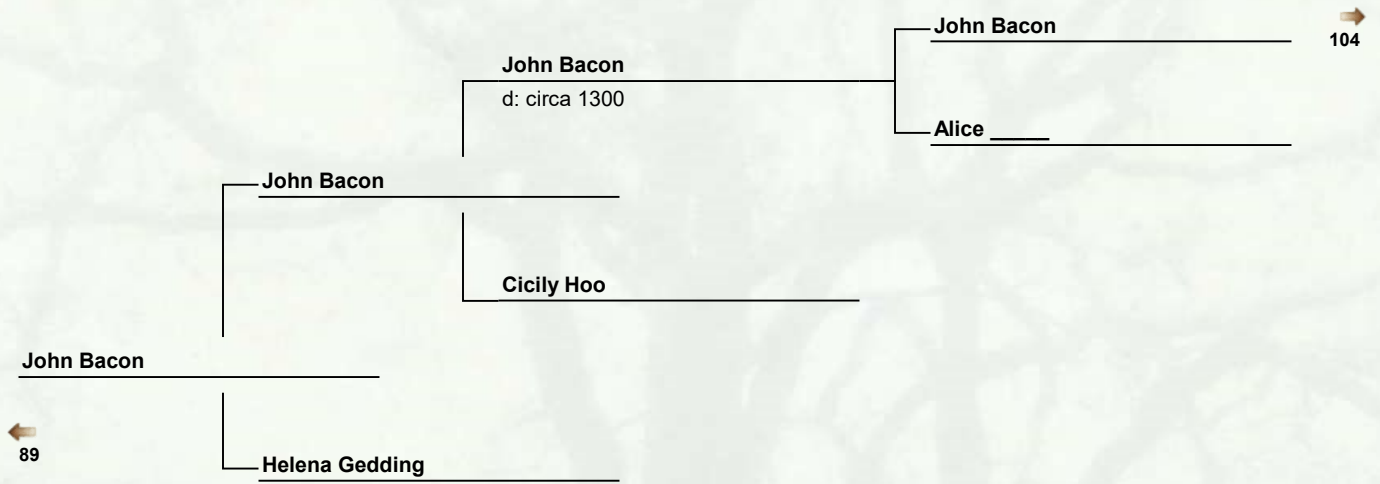 John Bacon
104
John Bacon
d: circa 1300
Alice _____
John Bacon
Cicily Hoo
John Bacon
89
Helena Gedding